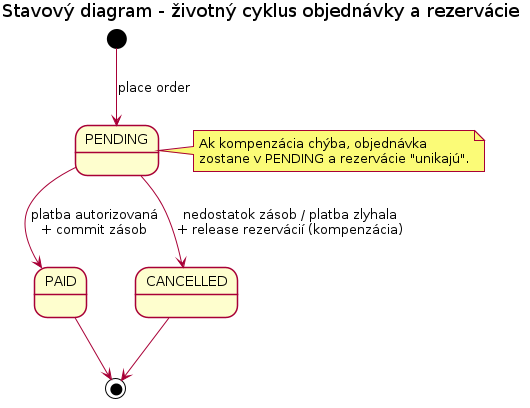 Stavový diagram - životný cyklus objednávky a rezervácie
place order
PENDING
Ak kompenzácia chýba, objednávka
zostane v PENDING a rezervácie "unikajú".
platba autorizovaná
+ commit zásob
nedostatok zásob / platba zlyhala
+ release rezervácií (kompenzácia)
PAID
CANCELLED